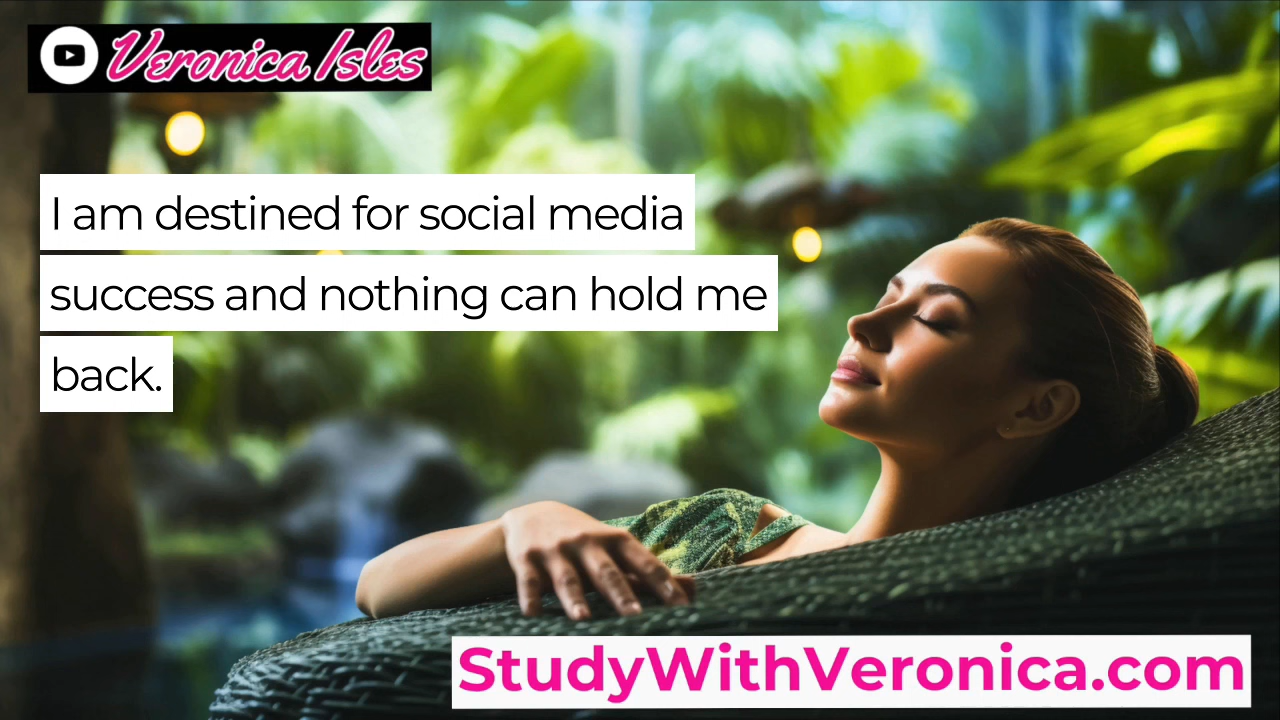 Veronica Isles
I am destined for social media
success and nothing can hold me
back.
StudyWithVeronica.com